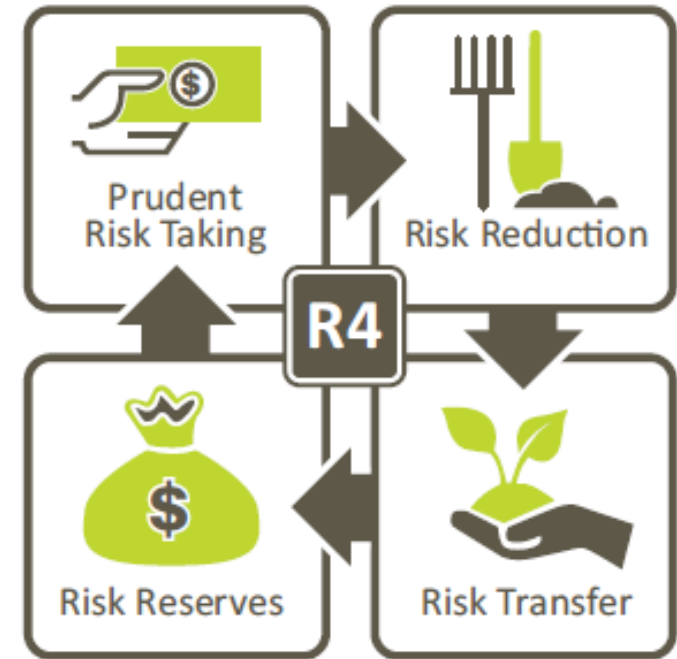 $
Prudent
Risk Taking
Risk Reduction
R4
$
Risk Reserves
Risk Transfer